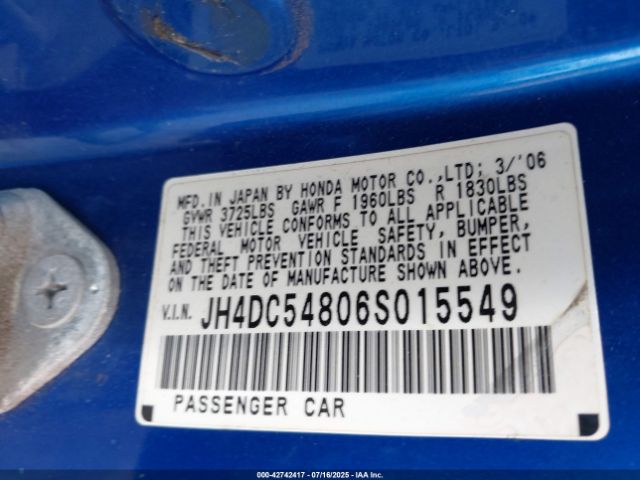 MFD.IN JAPAN BY HONDA MOTOR CO.,LTD; 3/'06
GVWR 3725LBS GAWR F 1960LBS R 1830LBS
THIS VEHICLE CONFORMS TO ALL APPLICABLE
FEDERAL MOTOR VEHICLE SAFETY, BUMPER,
AND THEFT PREVENTION STANDARDS IN EFFECT
ON THE DATE OF MANUFACTURE SHOWN ABOVE.
V.I.N. JH4DC54806S015549
PASSENGER CAR
000-42742417 | 07/16/2025 | IAA Inc.